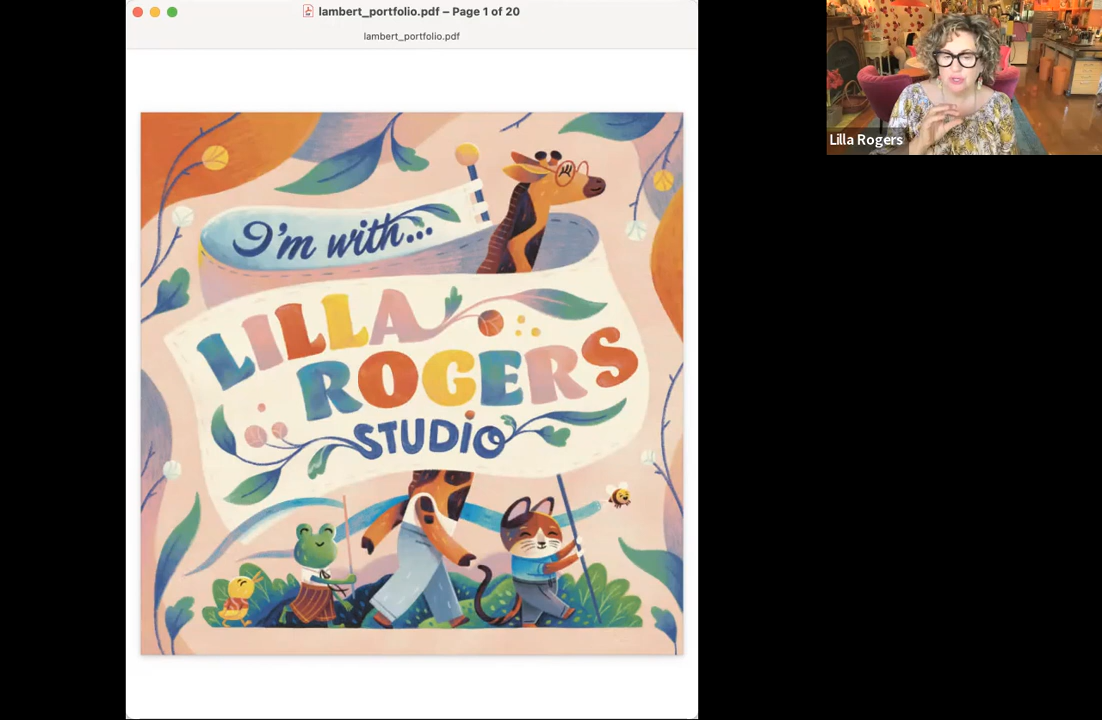 lambert_portfolio.pdf – Page 1 of 20
lambert_portfolio.pdf
Lilla Rogers
I'm with...
LILLA
ROGERS
STUDIO